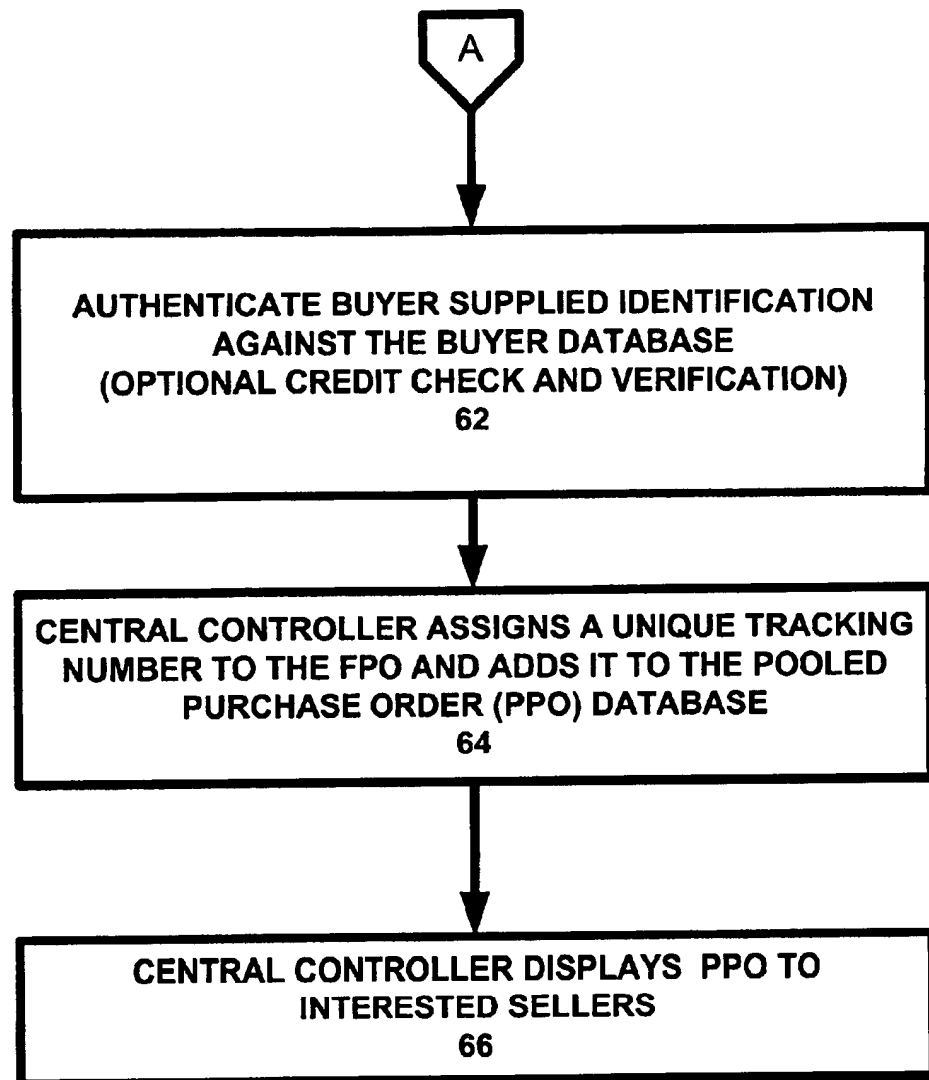 A
AUTHENTICATE BUYER SUPPLIED IDENTIFICATION
AGAINST THE BUYER DATABASE
(OPTIONAL CREDIT CHECK AND VERIFICATION)
62
CENTRAL CONTROLLER ASSIGNS A UNIQUE TRACKING
NUMBER TO THE FPO AND ADDS IT TO THE POOLED
PURCHASE ORDER (PPO) DATABASE
64
CENTRAL CONTROLLER DISPLAYS PPO TO
INTERESTED SELLERS
66